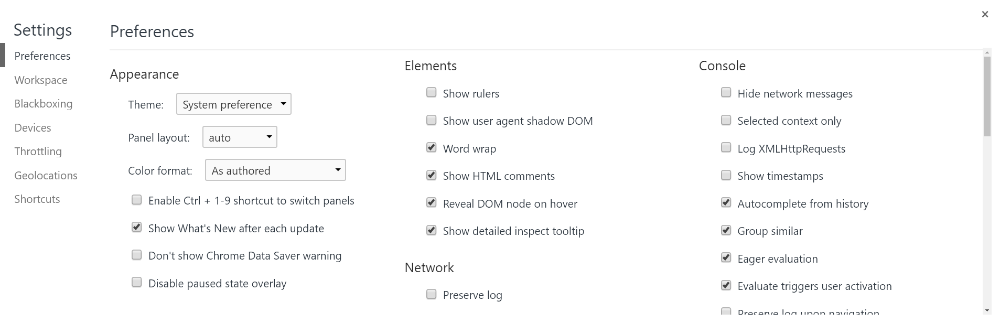 Settings
Preferences
Workspace
Blackboxing
Devices
Throttling
Geolocations
Shortcuts
Preferences
Appearance
Theme: System preference
Panel layout: auto
Color format: As authored
Enable Ctrl + 1-9 shortcut to switch panels
Show What's New after each update
Don't show Chrome Data Saver warning
Disable paused state overlay
Elements
Show rulers
Show user agent shadow DOM
Word wrap
Show HTML comments
Reveal DOM node on hover
Show detailed inspect tooltip
Network
Preserve log
Console
Hide network messages
Selected context only
Log XMLHttpRequests
Show timestamps
Autocomplete from history
Group similar
Eager evaluation
Evaluate triggers user activation
Preserve log upon navigation